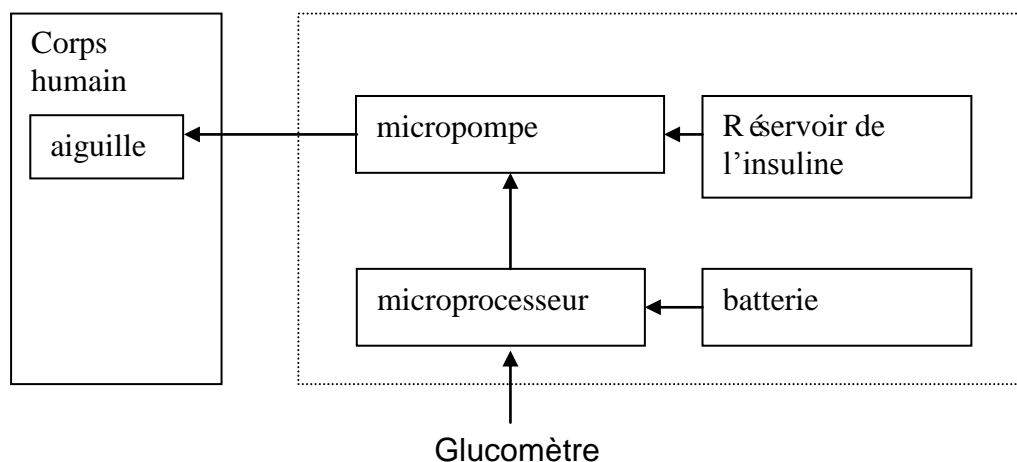 Corps
humain
aiguille
micropompe
Réservoir de
l’insuline
microprocesseur
batterie
Glucomètre